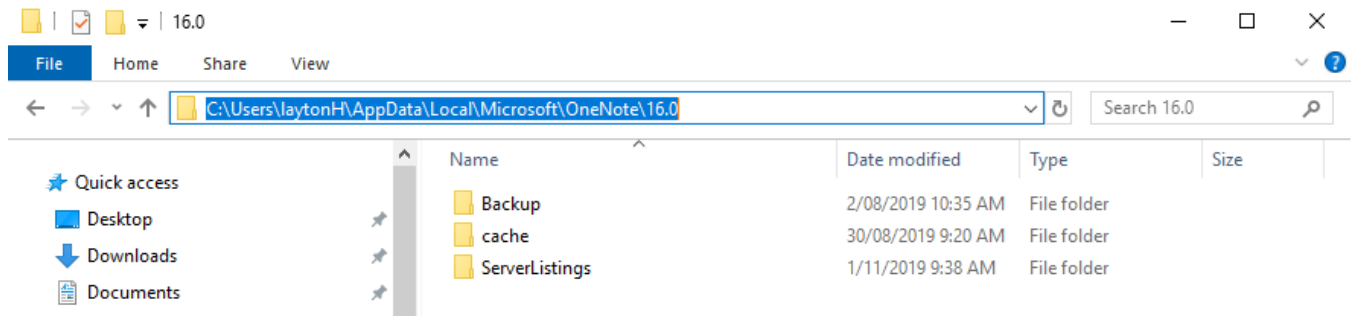 16.0
File Home Share View
C:\Users\laytonH\AppData\Local\Microsoft\OneNote\16.0 Search 16.0
Name Date modified Type Size
Quick access
Backup 2/08/2019 10:35 AM File folder
Desktop
cache 30/08/2019 9:20 AM File folder
Downloads
ServerListings 1/11/2019 9:38 AM File folder
Documents